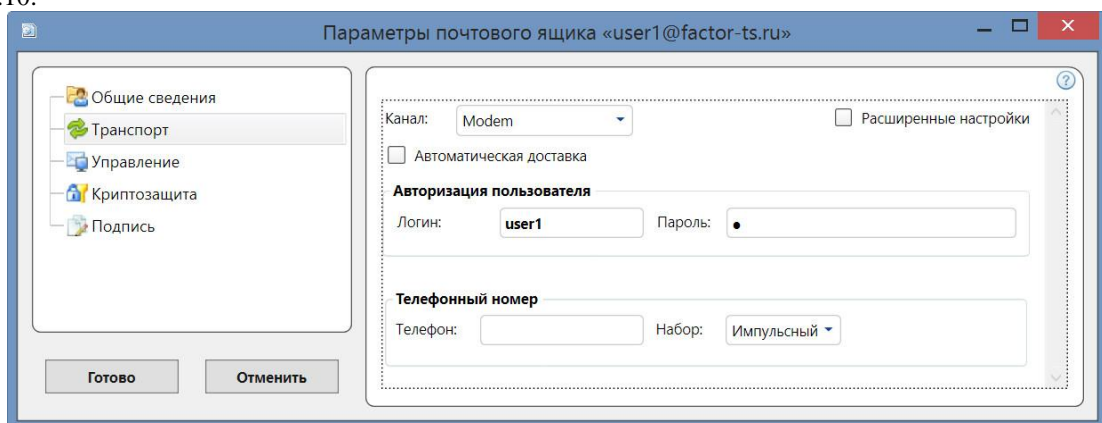 Параметры почтового ящика «user1@factor-ts.ru»
Общие сведения
Транспорт
Управление
Криптозащита
Подпись
Готово Отменить
Канал: Modem Расширенные настройки
Автоматическая доставка
Авторизация пользователя
Логин: user1 Пароль: ●
Телефонный номер
Телефон: Набор: Импульсный